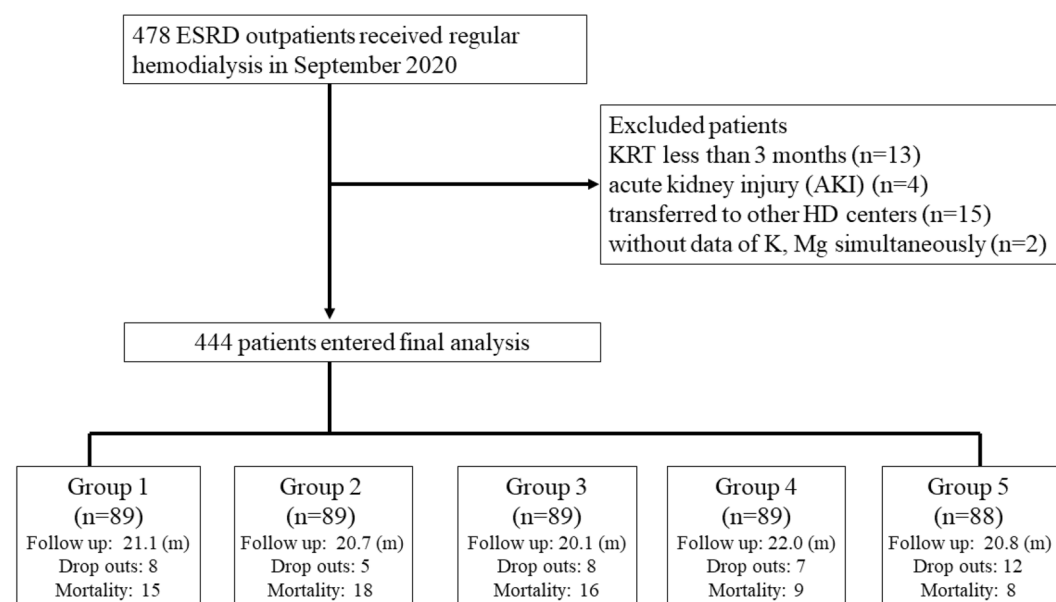 478 ESRD outpatients received regular
hemodialysis in September 2020
Excluded patients
KRT less than 3 months (n=13)
acute kidney injury (AKI) (n=4)
transferred to other HD centers (n=15)
without data of K, Mg simultaneously (n=2)
444 patients entered final analysis
Group 1
(n=89)
Follow up: 21.1 (m)
Drop outs: 8
Mortality: 15
Group 2
(n=89)
Follow up: 20.7 (m)
Drop outs: 5
Mortality: 18
Group 3
(n=89)
Follow up: 20.1 (m)
Drop outs: 8
Mortality: 16
Group 4
(n=89)
Follow up: 22.0 (m)
Drop outs: 7
Mortality: 9
Group 5
(n=88)
Follow up: 20.8 (m)
Drop outs: 12
Mortality: 8